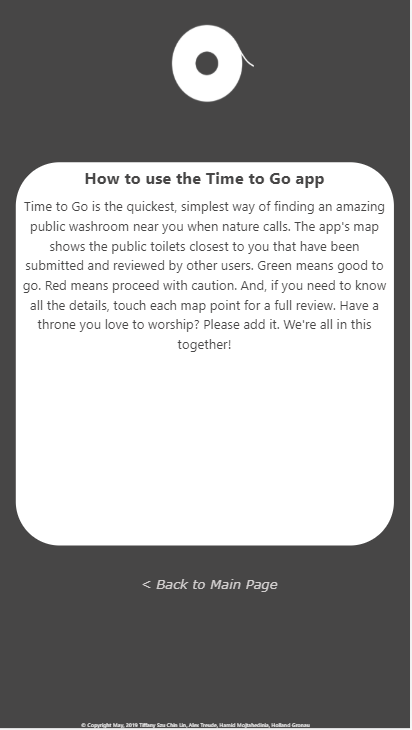 How to use the Time to Go app
Time to Go is the quickest, simplest way of finding an amazing
public washroom near you when nature calls. The app's map
shows the public toilets closest to you that have been
submitted and reviewed by other users. Green means good to
go. Red means proceed with caution. And, if you need to know
all the details, touch each map point for a full review. Have a
throne you love to worship? Please add it. We're all in this
together!
< Back to Main Page
© Copyright May, 2019 Tiffany Szu Chia Lin, Alex Treude, Hamid